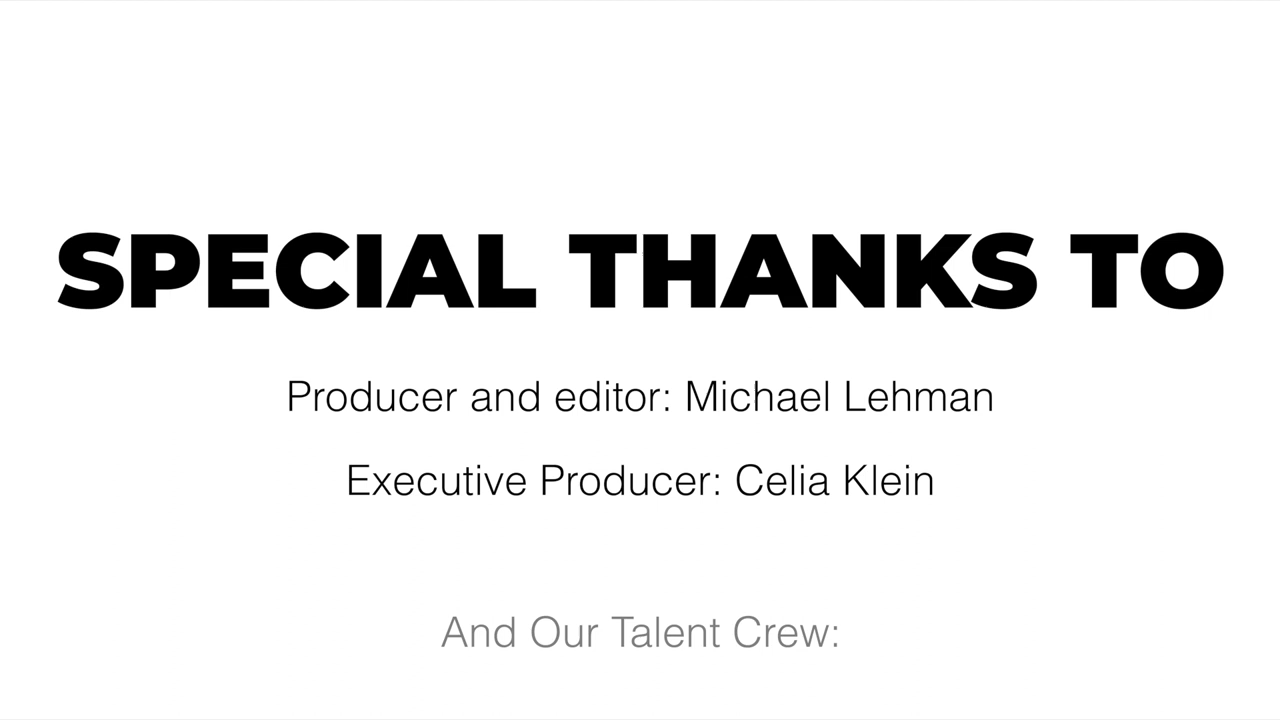 SPECIAL THANKS TO
Producer and editor: Michael Lehman
Executive Producer: Celia Klein
And Our Talent Crew: